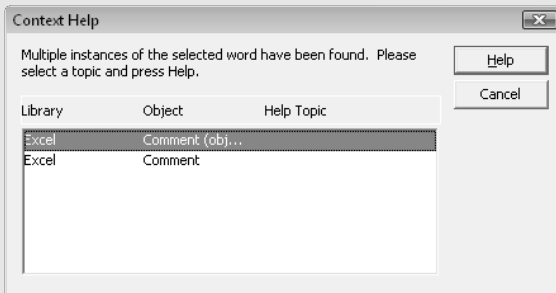 Context Help
Multiple instances of the selected word have been found. Please
select a topic and press Help.
Help
Cancel
Library Object Help Topic
Excel Comment (obj...
Excel Comment